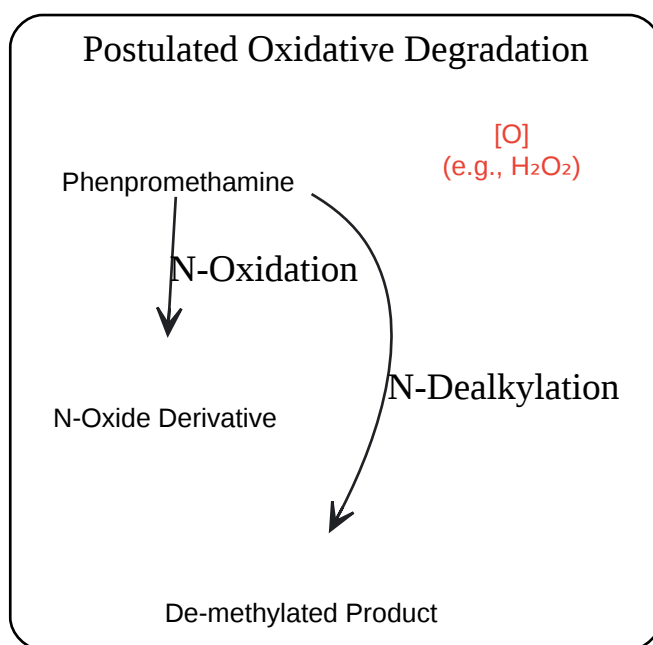 Postulated Oxidative Degradation
[O]
(e.g., H₂O₂)
Phenpromethamine
N-Oxidation
N-Dealkylation
N-Oxide Derivative
De-methylated Product